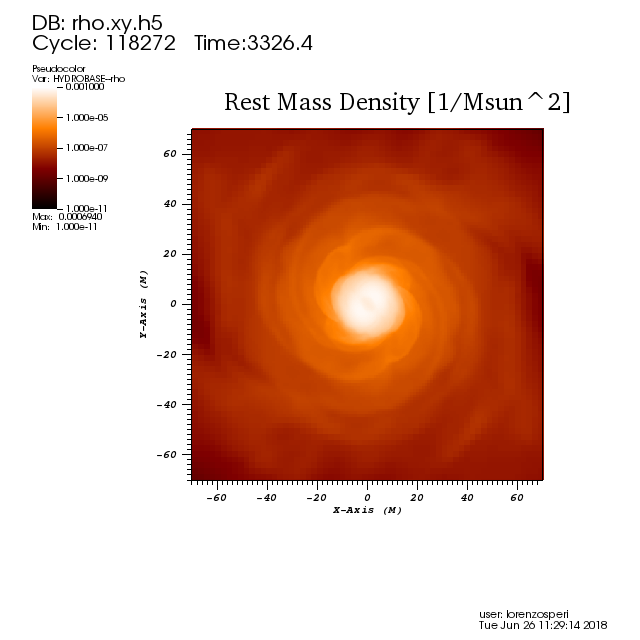 DB: rho.xy.h5
Cycle: 118272 Time:3326.4
Pseudocolor
Var: HYDROBASE--rho
0.001000
1.000e-05
1.000e-07
1.000e-09
1.000e-11
Max: 0.0006940
Min: 1.000e-11
Rest Mass Density [1/Msun^2]
60
40
20
0
-20
-40
-60
Y-Axis (M)
-60 -40 -20 0 20 40 60
X-Axis (M)
user: lorenzosperi
Tue Jun 26 11:29:14 2018